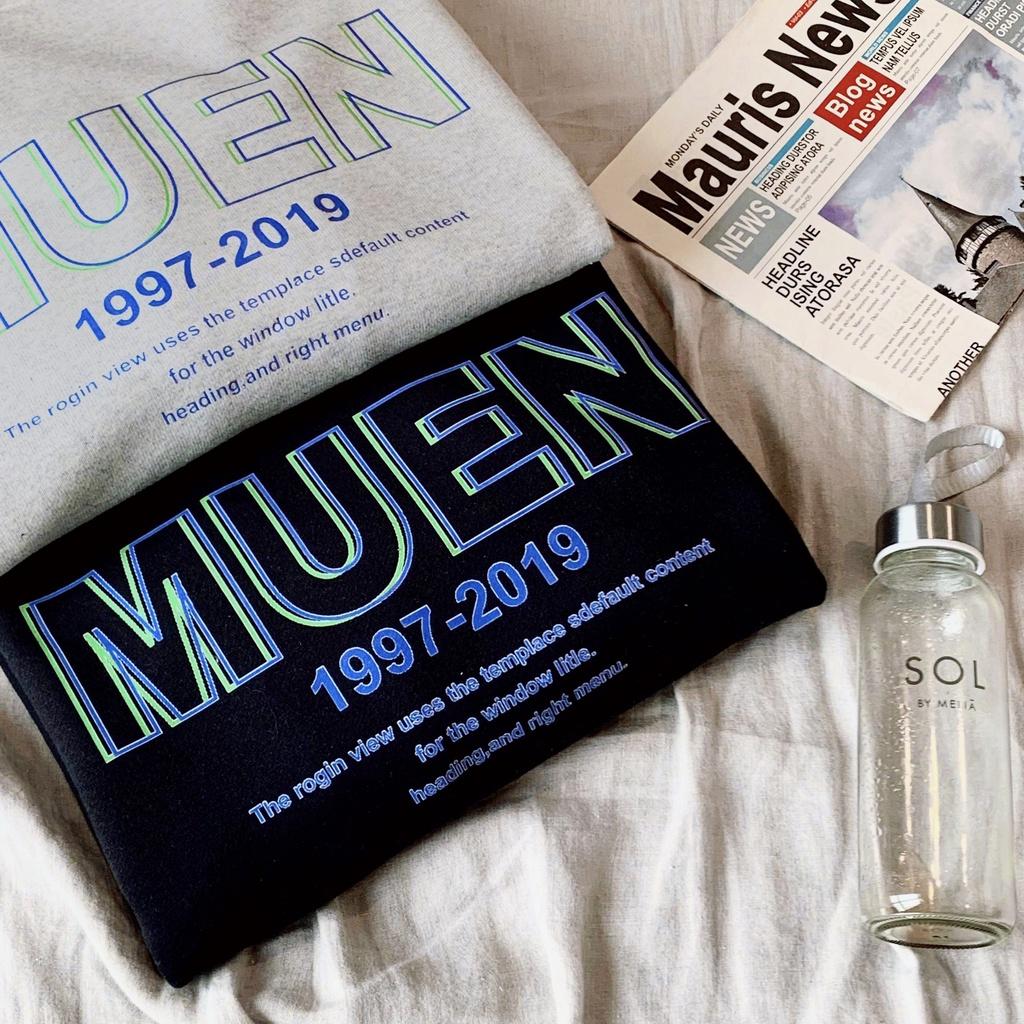 MUEN
1997-2019
The rogin view uses the templace sdefault content
for the window litle.
heading,and right menu.
MUEN
1997-2019
The rogin view uses the templace sdefault content
for the window litle.
heading,and right menu.
MONDAY'S DAILY
Mauris News
NEWS
HEADING DURSTOR
ADIPISING ATORA
Blog
news
TEMPUS VEL IPSUM
NAM TELLUS
HEADLINE
DURS
ISING
ATORASA
ANOTHER
SOL
BY MELIĀ